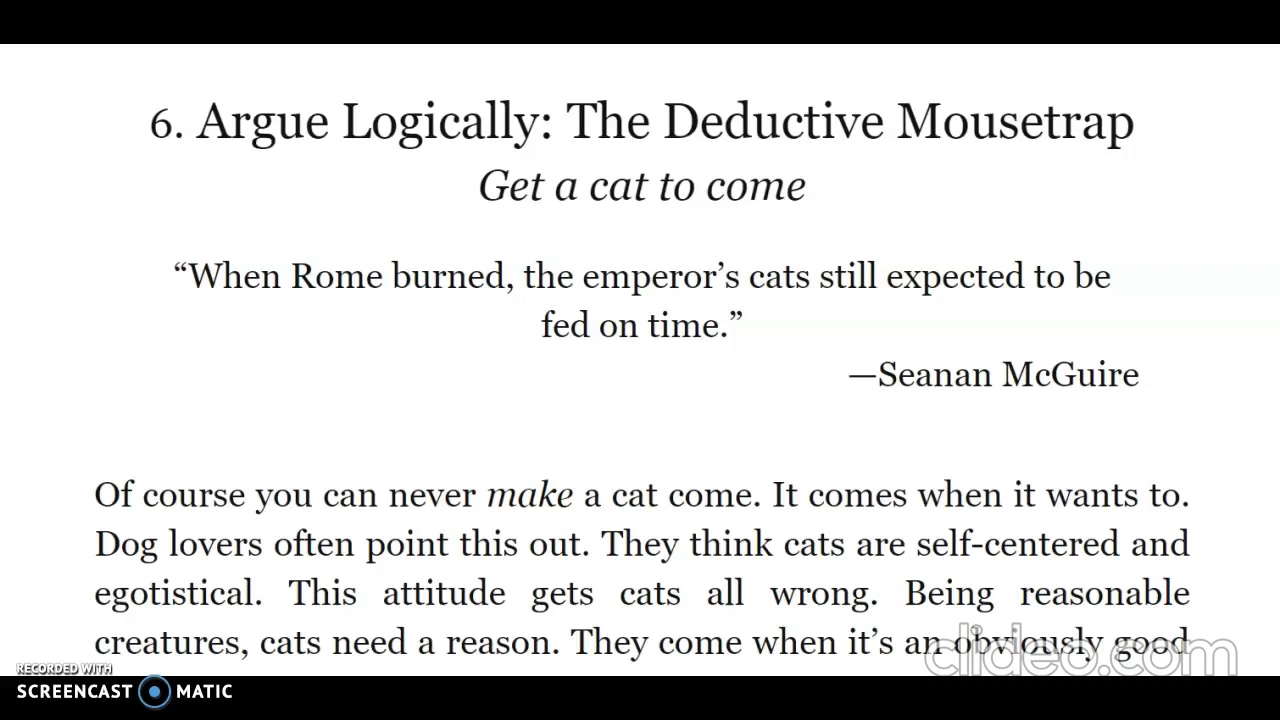 6. Argue Logically: The Deductive Mousetrap
Get a cat to come
“When Rome burned, the emperor’s cats still expected to be
fed on time.”
—Seanan McGuire
Of course you can never make a cat come. It comes when it wants to.
Dog lovers often point this out. They think cats are self-centered and
egotistical. This attitude gets cats all wrong. Being reasonable
creatures, cats need a reason. They come when it’s an obviously good
clideo.com
RECORDED WITH
SCREENCAST MATIC